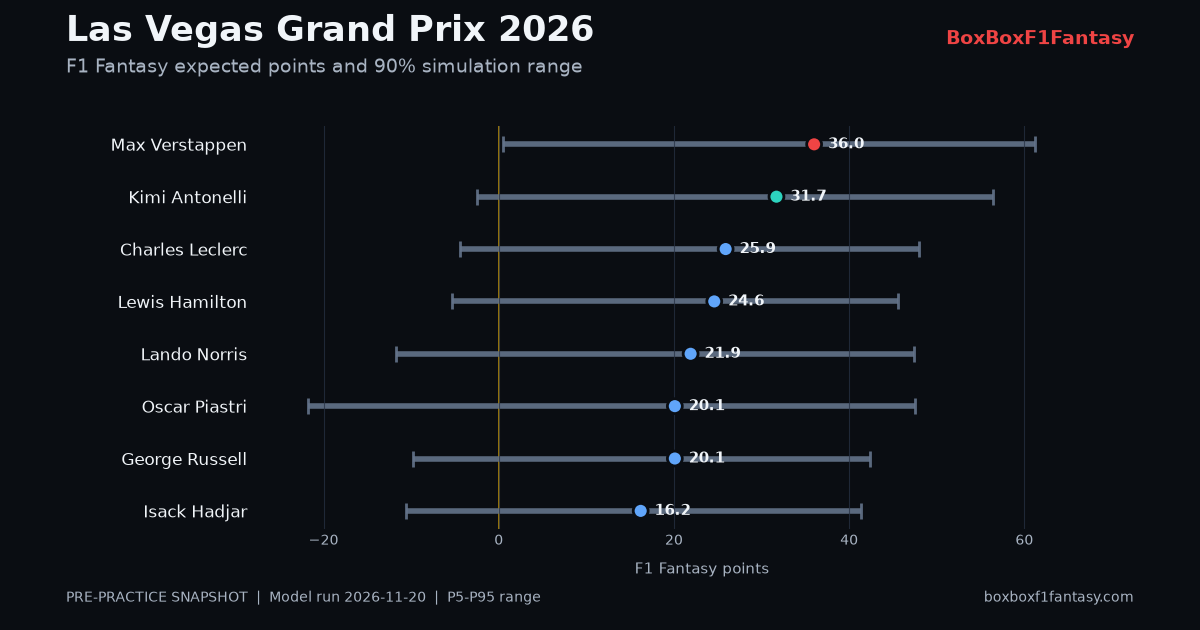 Las Vegas Grand Prix 2026
BoxBoxF1Fantasy
F1 Fantasy expected points and 90% simulation range
Max Verstappen 36.0
Kimi Antonelli 31.7
Charles Leclerc 25.9
Lewis Hamilton 24.6
Lando Norris 21.9
Oscar Piastri 20.1
George Russell 20.1
Isack Hadjar 16.2
−20 0 20 40 60
F1 Fantasy points
PRE-PRACTICE SNAPSHOT | Model run 2026-11-20 | P5-P95 range
boxboxf1fantasy.com